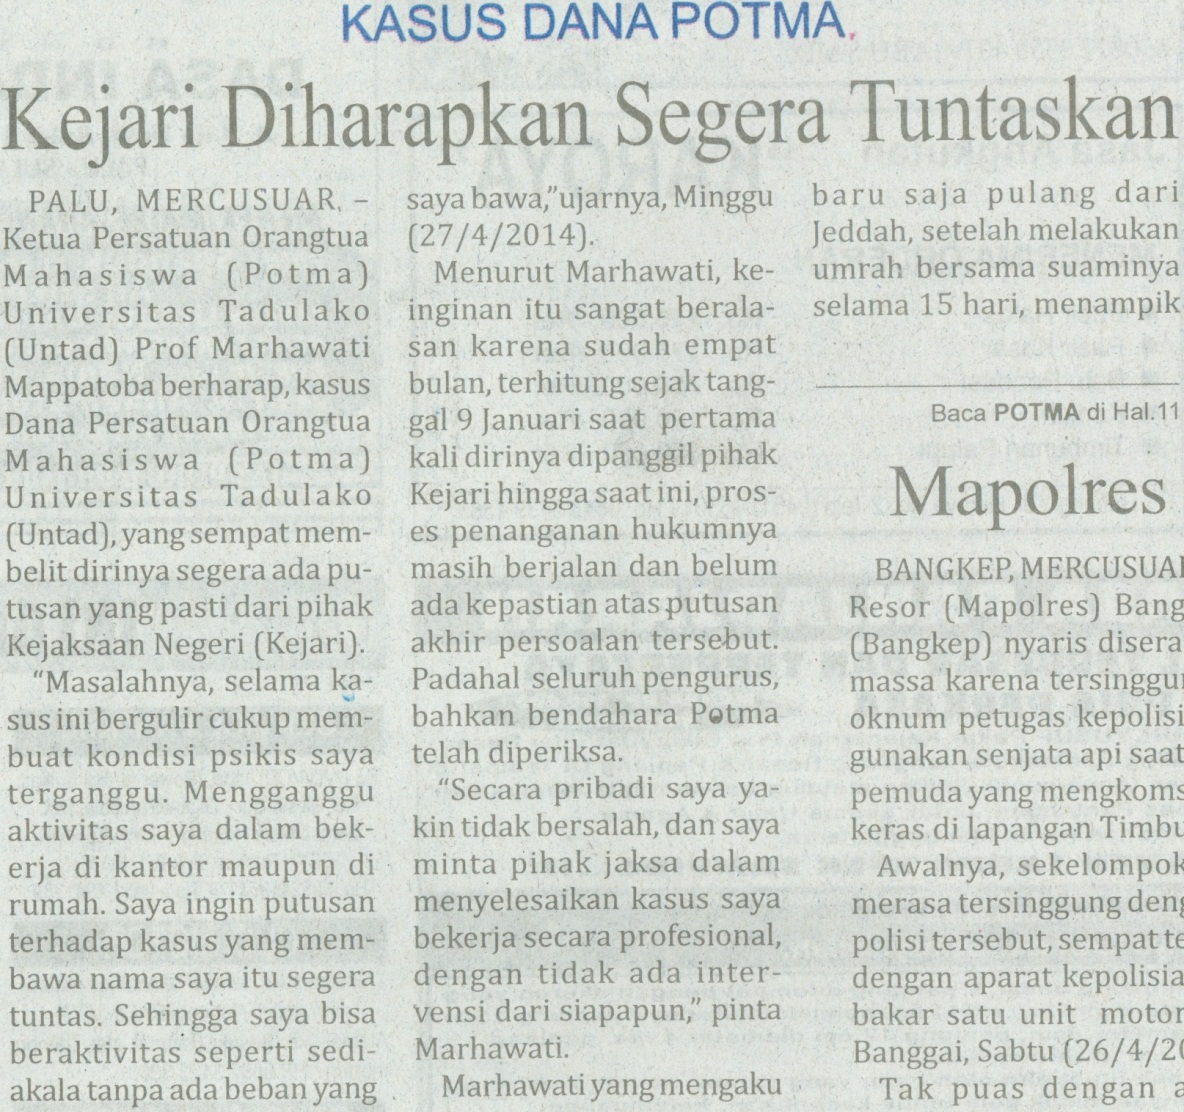 KASUS DANA POTMA.
Kejari Diharapkan Segera Tuntaskan
PALU, MERCUSUAR. –
Ketua Persatuan Orangtua
Mahasiswa (Potma)
Universitas Tadulako
(Untad) Prof Marhawati
Mappatoba berharap, kasus
Dana Persatuan Orangtua
Mahasiswa (Potma)
Universitas Tadulako
(Untad), yang sempat mem-
belit dirinya segera ada pu-
tusan yang pasti dari pihak
Kejaksaan Negeri (Kejari).
“Masalahnya, selama ka-
sus ini bergulir cukup mem-
buat kondisi psikis saya
terganggu. Mengganggu
aktivitas saya dalam bek-
erja di kantor maupun di
rumah. Saya ingin putusan
terhadap kasus yang mem-
bawa nama saya itu segera
tuntas. Sehingga saya bisa
beraktivitas seperti sedi-
akala tanpa ada beban yang
saya bawa,”ujarnya, Minggu
(27/4/2014).
Menurut Marhawati, ke-
inginan itu sangat berala-
san karena sudah empat
bulan, terhitung sejak tang-
gal 9 Januari saat pertama
kali dirinya dipanggil pihak
Kejari hingga saat ini, pros-
es penanganan hukumnya
masih berjalan dan belum
ada kepastian atas putusan
akhir persoalan tersebut.
Padahal seluruh pengurus,
bahkan bendahara Potma
telah diperiksa.
“Secara pribadi saya ya-
kin tidak bersalah, dan saya
minta pihak jaksa dalam
menyelesaikan kasus saya
bekerja secara profesional,
dengan tidak ada inter-
vensi dari siapapun,” pinta
Marhawati.
Marhawati yang mengaku
baru saja pulang dari
Jeddah, setelah melakukan
umrah bersama suaminya
selama 15 hari, menampik
Baca POTMA di Hal.11
Mapolres
BANGKEP, MERCUSUAR
Resor (Mapolres) Bang
(Bangkep) nyaris disera
massa karena tersinggun
oknum petugas kepolisi
gunakan senjata api saat
pemuda yang mengkoms
keras di lapangan Timbu
Awalnya, sekelompok
merasa tersinggung deng
polisi tersebut, sempat te
dengan aparat kepolisia
bakar satu unit motor
Banggai, Sabtu (26/4/20
Tak puas dengan a